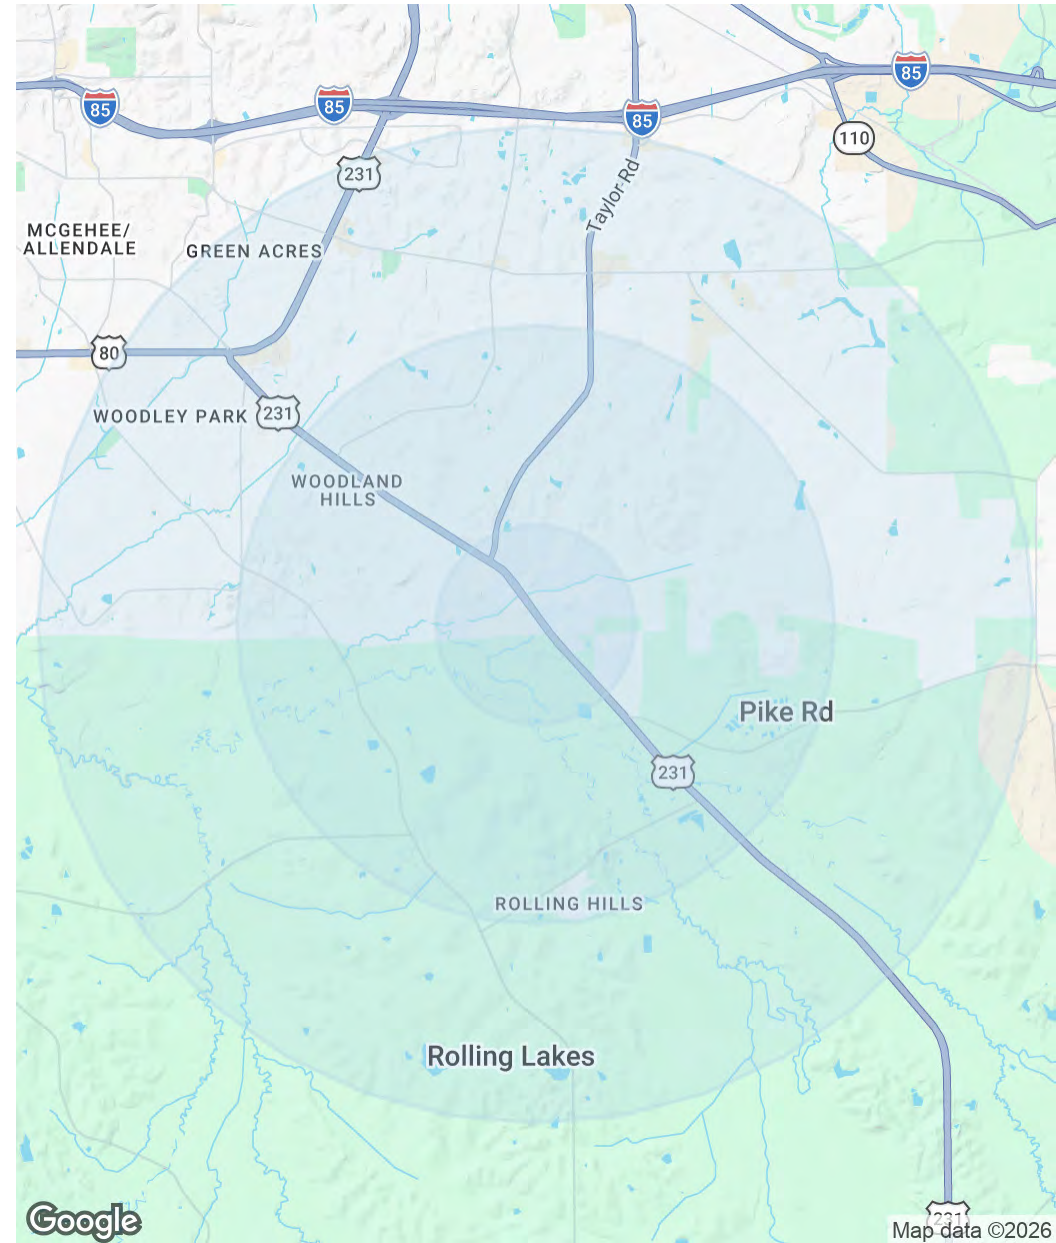 85
85
85
85
110
231
Taylor Rd
MCGEHEE/
ALLENDALE
GREEN ACRES
80
WOODLEY PARK
231
WOODLAND
HILLS
Pike Rd
231
ROLLING HILLS
Rolling Lakes
231
Google
Map data ©2026